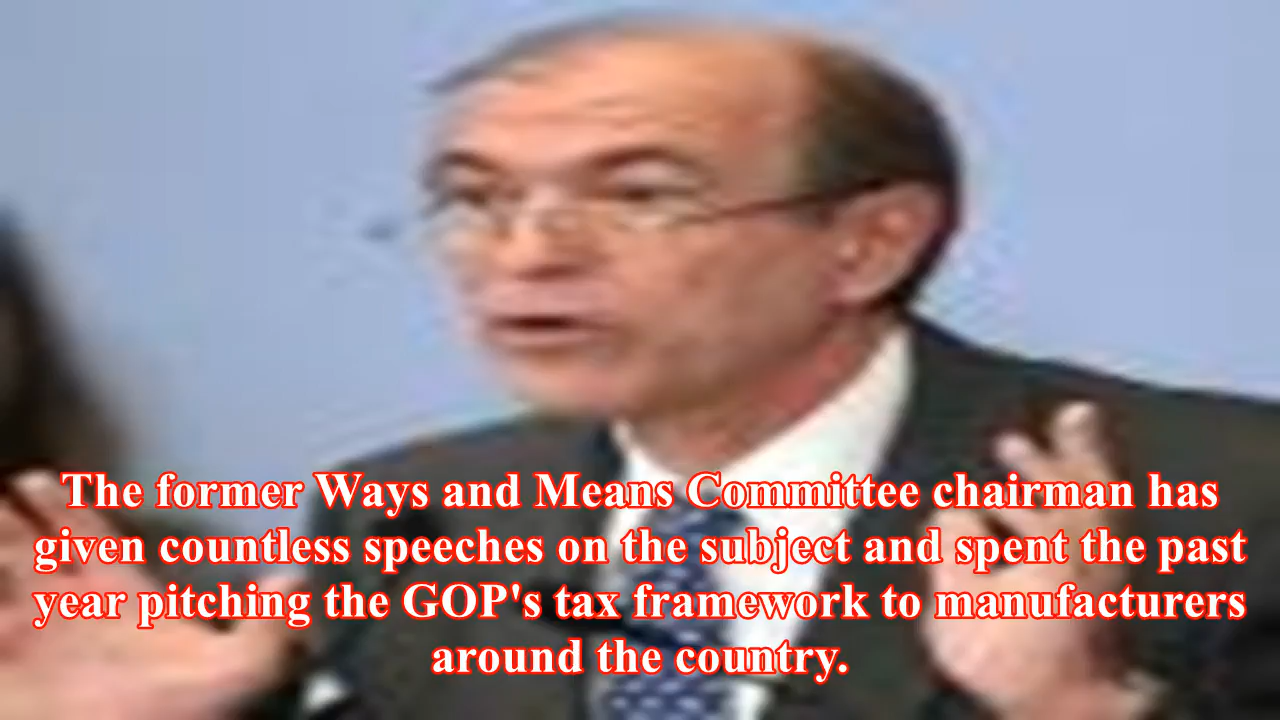 The former Ways and Means Committee chairman has
given countless speeches on the subject and spent the past
year pitching the GOP's tax framework to manufacturers
around the country.